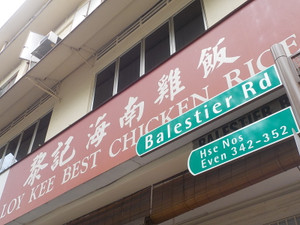 黎記海南雞飯
LOY KEE BEST CHICKEN RICE
Balestier Rd
Hse Nos
Even 342-352